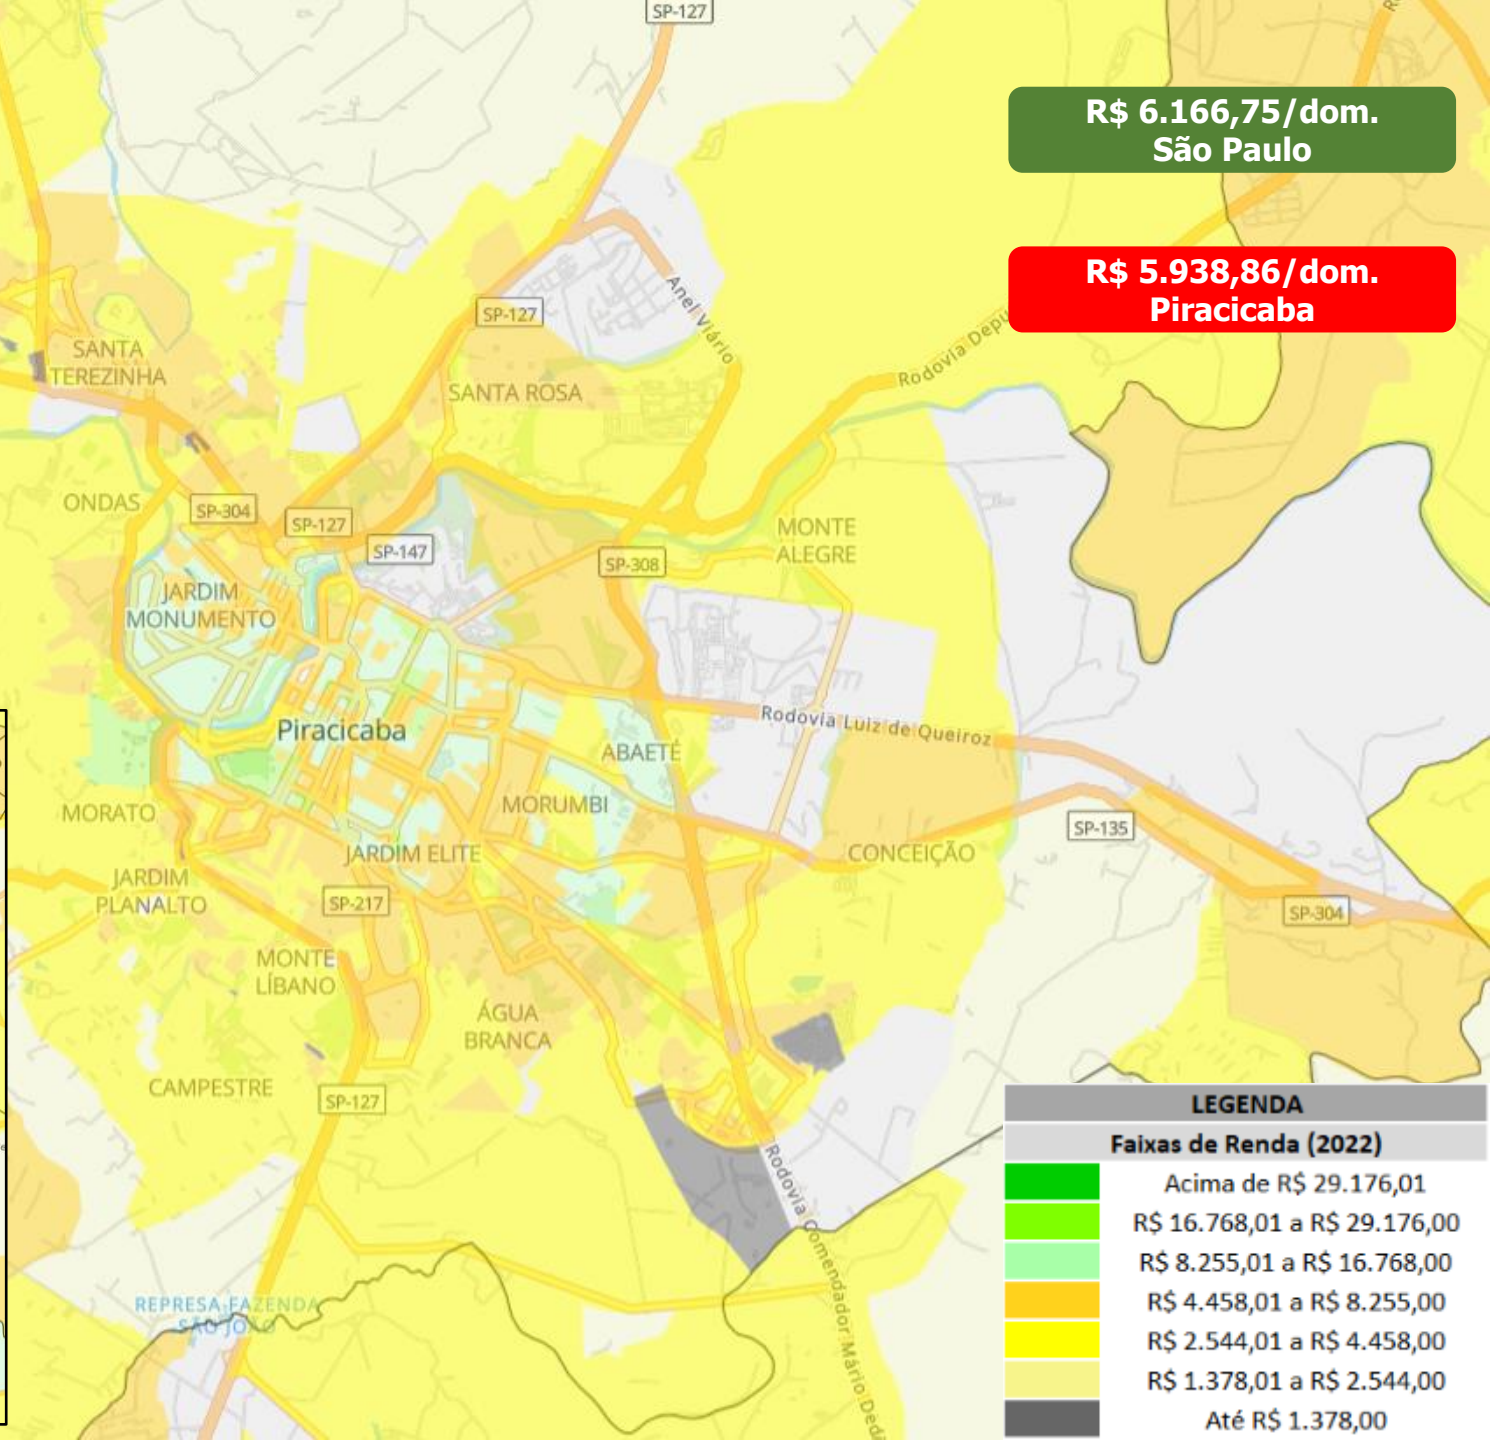 SP-127
R$ 6.166,75/dom.
São Paulo
R$ 5.938,86/dom.
Piracicaba
Anel Viário
SP-127
Rodovia Depu
SANTA
TEREZINHA
SANTA ROSA
ONDAS
SP-304
SP-127
SP-147
SP-308
MONTE
ALEGRE
JARDIM
MONUMENTO
Piracicaba
Rodovia Luiz de Queiroz
ABAETÉ
MORATO
MORUMBI
SP-135
JARDIM ELITE
CONCEIÇÃO
JARDIM
PLANALTO
SP-217
SP-304
MONTE
LÍBANO
ÁGUA
BRANCA
CAMPESTRE
SP-127
Rodovia Comendador Mário Dedi
REPRESA FAZENDA
SÃO JOÃO
LEGENDA
Faixas de Renda (2022)
Acima de R$ 29.176,01
R$ 16.768,01 a R$ 29.176,00
R$ 8.255,01 a R$ 16.768,00
R$ 4.458,01 a R$ 8.255,00
R$ 2.544,01 a R$ 4.458,00
R$ 1.378,01 a R$ 2.544,00
Até R$ 1.378,00